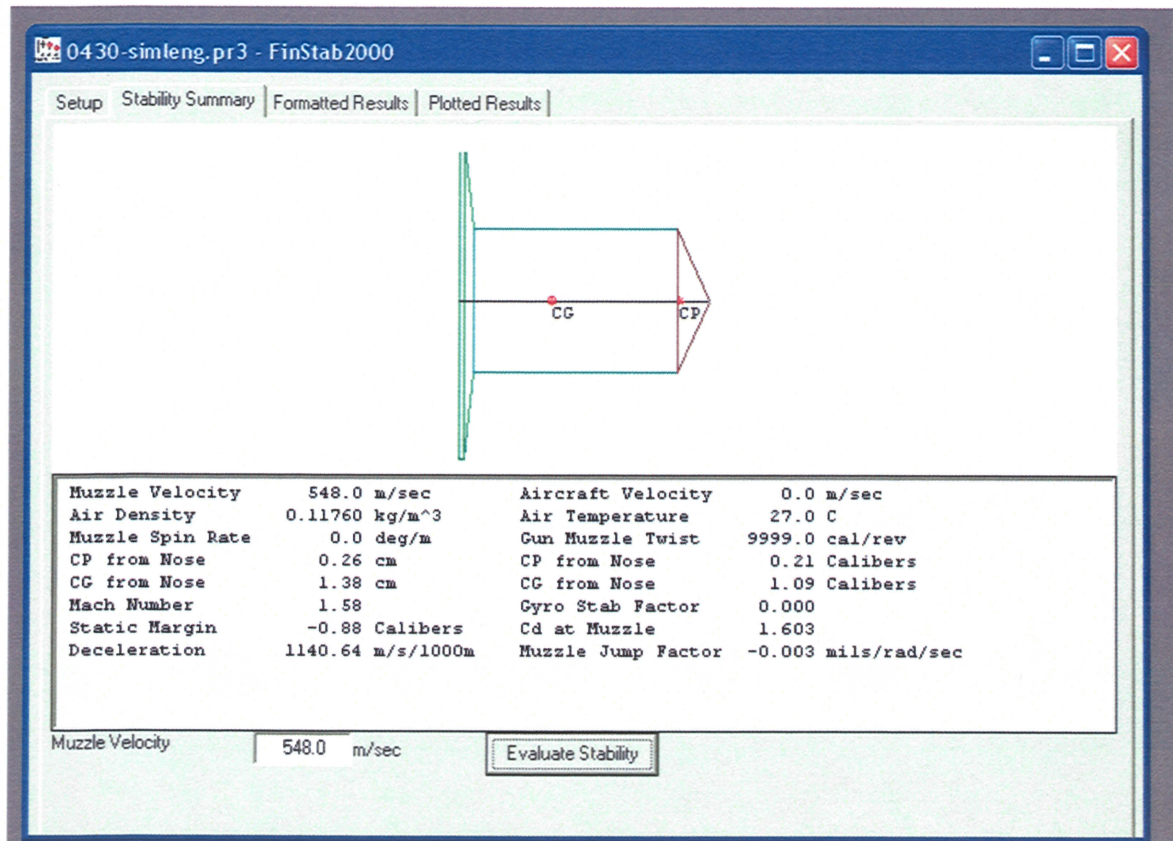 0430-simleng.pr3 - FinStab2000
Setup Stability Summary Formatted Results Plotted Results
CG CP
Muzzle Velocity 548.0 m/sec Aircraft Velocity 0.0 m/sec
Air Density 0.11760 kg/m^3 Air Temperature 27.0 C
Muzzle Spin Rate 0.0 deg/m Gun Muzzle Twist 9999.0 cal/rev
CP from Nose 0.26 cm CP from Nose 0.21 Calibers
CG from Nose 1.38 cm CG from Nose 1.09 Calibers
Mach Number 1.58 Gyro Stab Factor 0.000
Static Margin -0.88 Calibers Cd at Muzzle 1.603
Deceleration 1140.64 m/s/1000m Muzzle Jump Factor -0.003 mils/rad/sec
Muzzle Velocity 548.0 m/sec Evaluate Stability